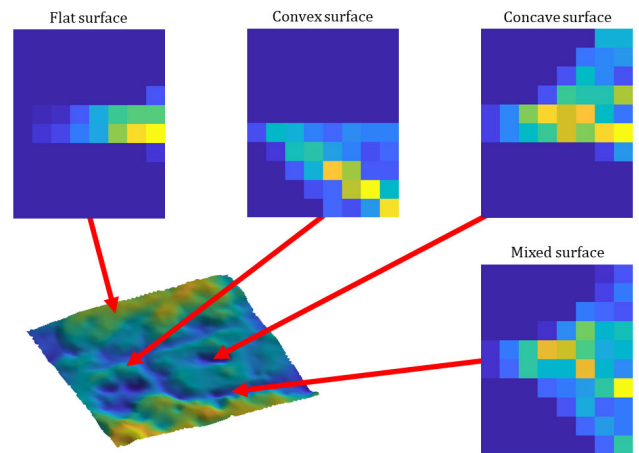 Flat surface
Convex surface
Concave surface
Mixed surface